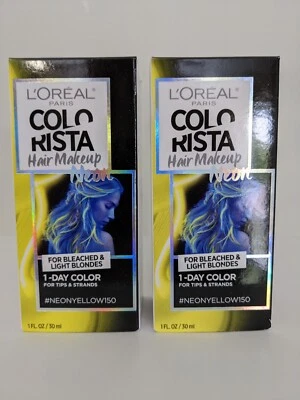 L'ORÉAL
PARIS
COLO
RISTA
Hair Makeup
Neon
FOR BLEACHED &
LIGHT BLONDES
1-DAY COLOR
FOR TIPS & STRANDS
#NEONYELLOW150
1 FL. OZ / 30 ml
L'ORÉAL
PARIS
COLO
RISTA
Hair Makeup
Neon
FOR BLEACHED &
LIGHT BLONDES
1-DAY COLOR
FOR TIPS & STRANDS
#NEONYELLOW150
1 FL. OZ / 30 ml